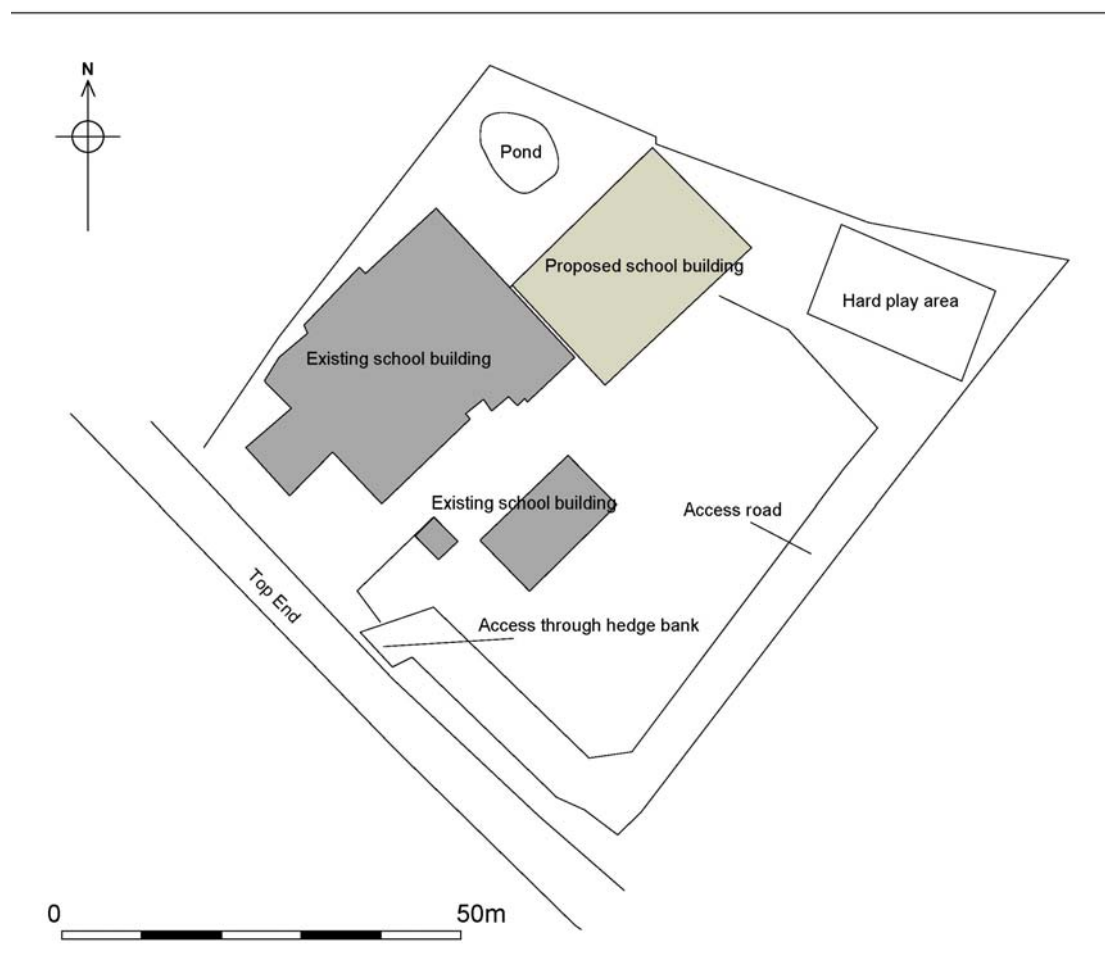 N
Pond
Proposed school building
Hard play area
Existing school building
Existing school building
Access road
Top End
Access through hedge bank
0 50m